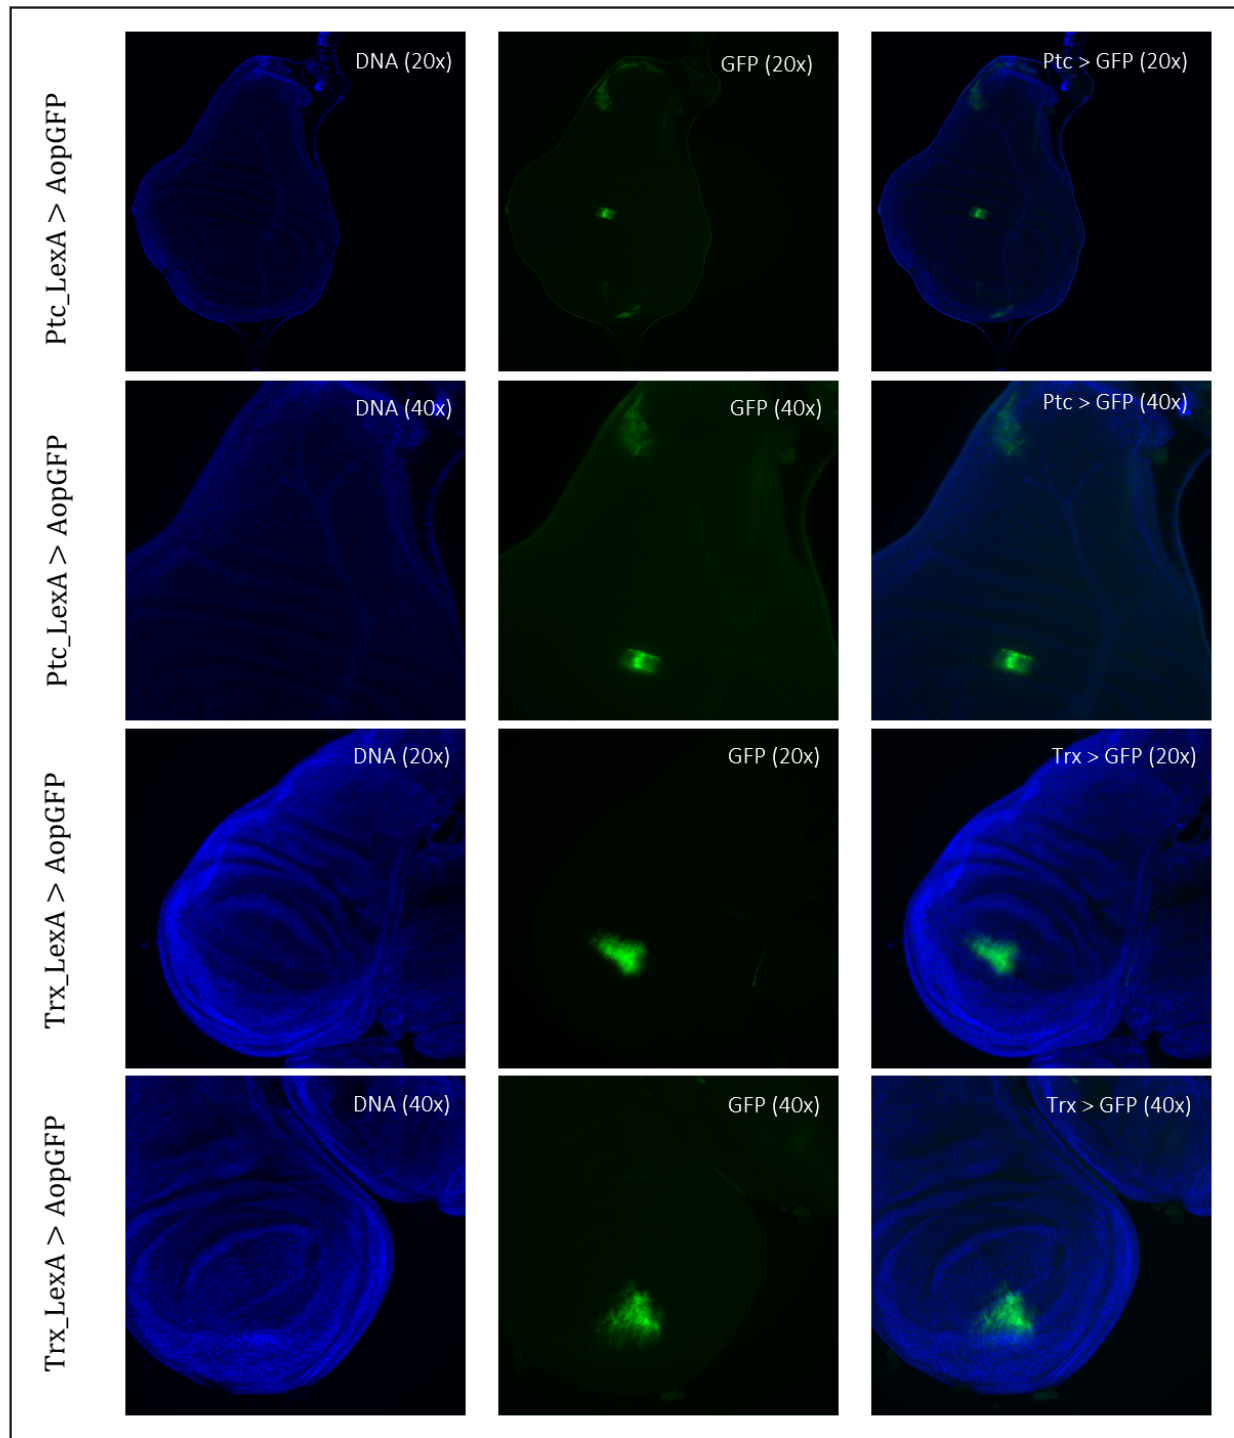 Ptc_LexA > AopGFP
DNA (20x)
GFP (20x)
Ptc > GFP (20x)
Ptc_LexA > AopGFP
DNA (40x)
GFP (40x)
Ptc > GFP (40x)
Trx_LexA > AopGFP
DNA (20x)
GFP (20x)
Trx > GFP (20x)
Trx_LexA > AopGFP
DNA (40x)
GFP (40x)
Trx > GFP (40x)